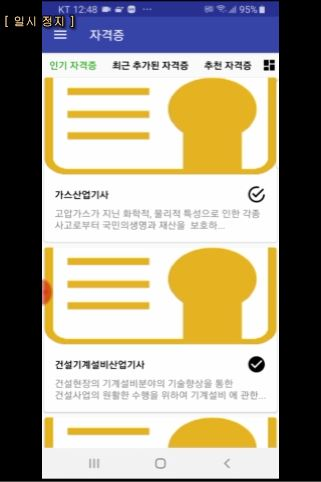 KT 12:48 95%
[ 일시 정지 ]
자격증
인기 자격증 최근 추가된 자격증 추천 자격증
가스산업기사
고압가스가 지닌 화학적, 물리적 특성으로 인한 각종
사고로부터 국민의생명과 재산을 보호하...
건설기계설비산업기사
건설현장의 기계설비분야의 기술향상을 통한
건설사업의 원활한 수행을 위하여 기계설비 에 관한...